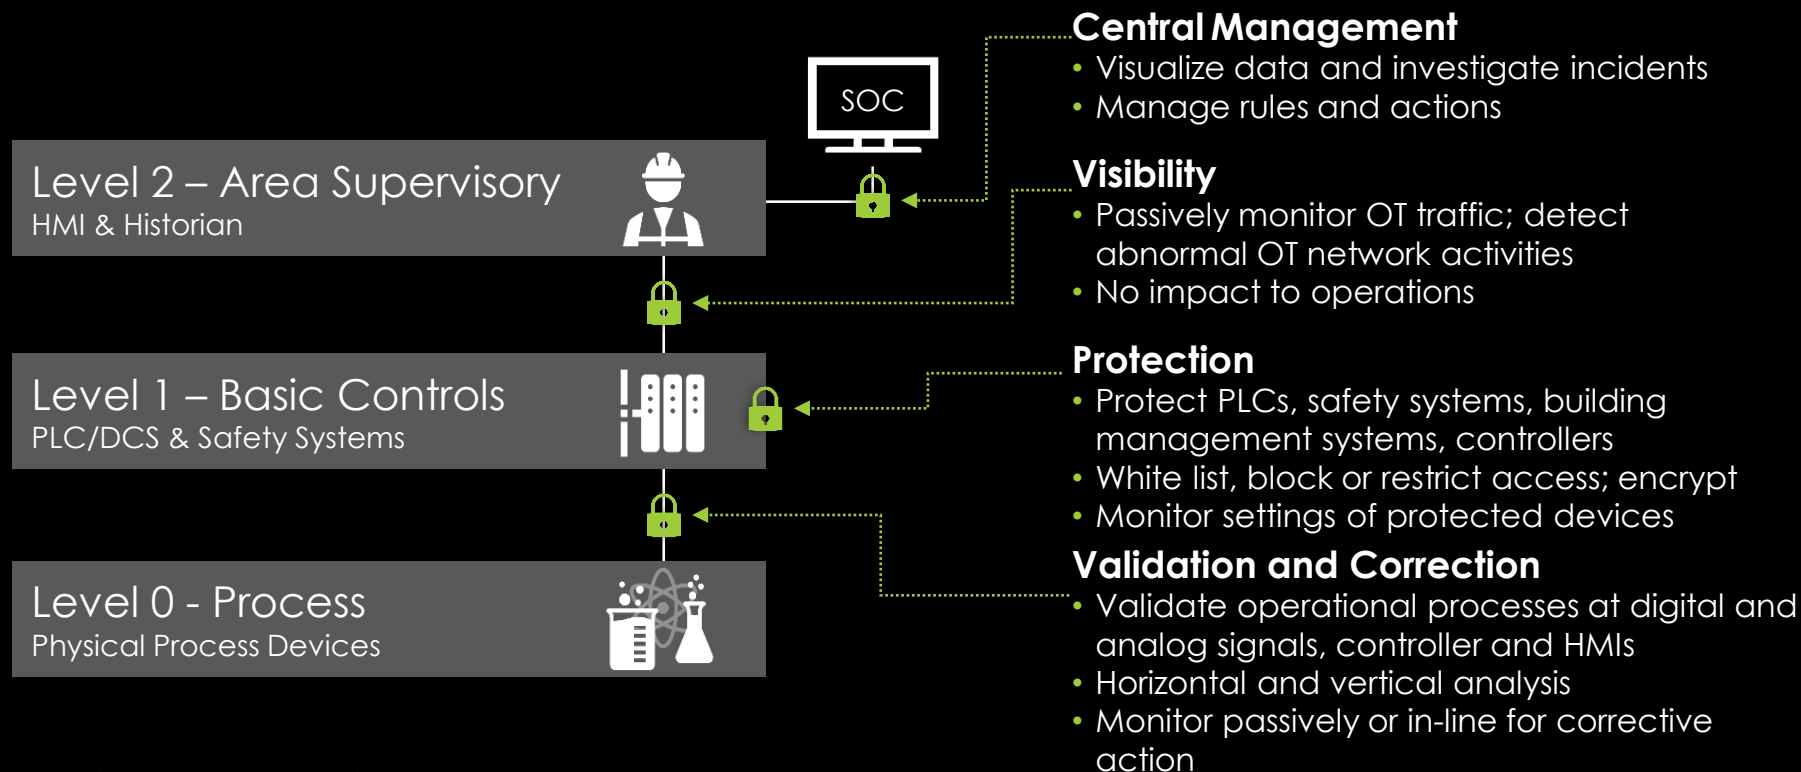 SOC
Level 2 – Area Supervisory
HMI & Historian
Level 1 – Basic Controls
PLC/DCS & Safety Systems
Level 0 - Process
Physical Process Devices
Central Management
• Visualize data and investigate incidents
• Manage rules and actions
Visibility
• Passively monitor OT traffic; detect
abnormal OT network activities
• No impact to operations
Protection
• Protect PLCs, safety systems, building
management systems, controllers
• White list, block or restrict access; encrypt
• Monitor settings of protected devices
Validation and Correction
• Validate operational processes at digital and
analog signals, controller and HMIs
• Horizontal and vertical analysis
• Monitor passively or in-line for corrective
action